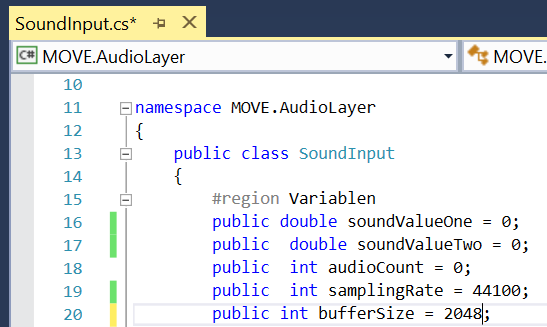 SoundInput.cs*
C# MOVE.AudioLayer MOVE.
10
11 namespace MOVE.AudioLayer
12 {
13 public class SoundInput
14 {
15 #region Variablen
16 public double soundValueOne = 0;
17 public  double soundValueTwo = 0;
18 public  int audioCount = 0;
19 public  int samplingRate = 44100;
20 public int bufferSize = 2048;